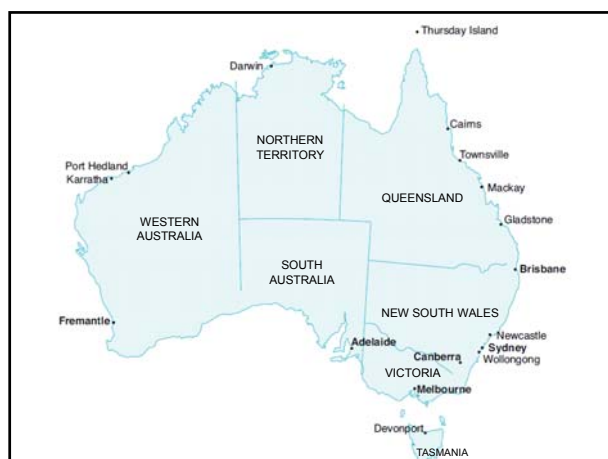 Thursday Island
Darwin
Cairns
NORTHERN
TERRITORY
Townsville
Port Hedland
Karratha
Mackay
QUEENSLAND
WESTERN
AUSTRALIA
Gladstone
SOUTH
AUSTRALIA
Brisbane
NEW SOUTH WALES
Fremantle
Newcastle
Adelaide
Sydney
Canberra
Wollongong
VICTORIA
Melbourne
Devonport
TASMANIA